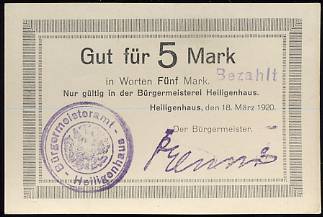 Gut für 5 Mark
in Worten Fünf Mark.
Bezahlt
Nur gültig in der Bürgermeisterei Heiligenhaus.
Heiligenhaus, den 18. März 1920.
Der Bürgermeister.
Bürgermeisteramt - Heiligenhaus -